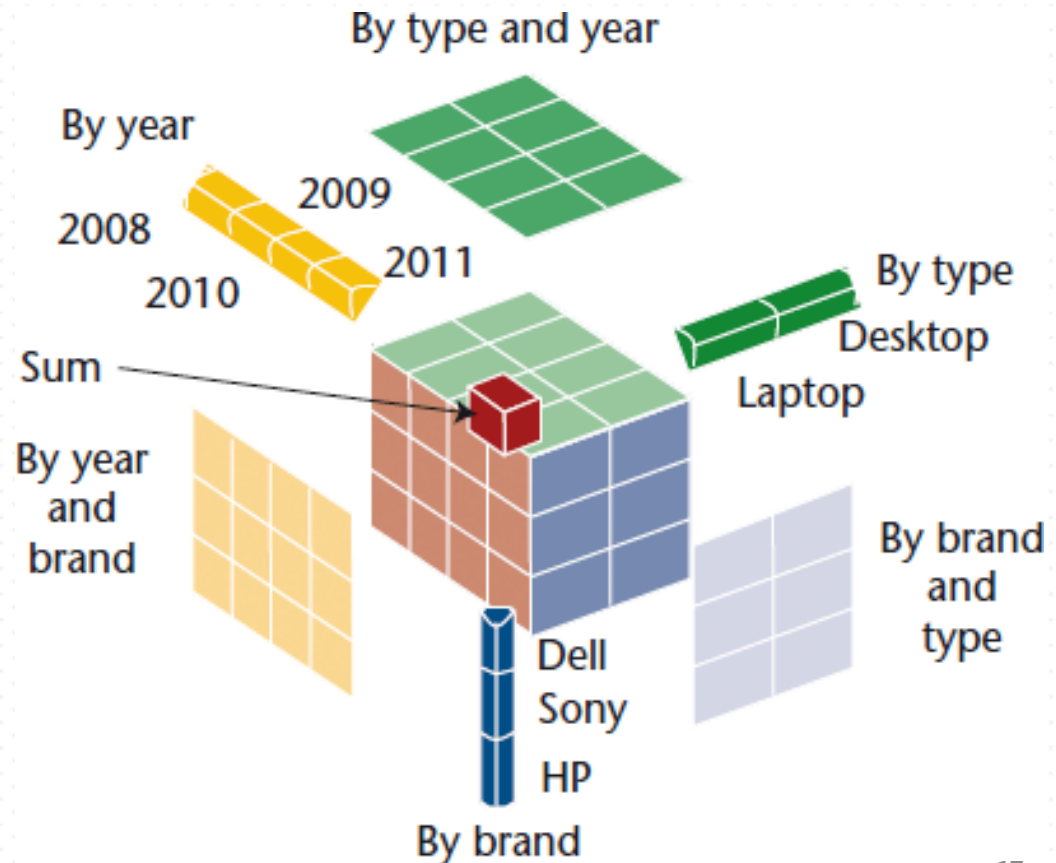 By type and year
By year
2009
2008
2011
2010
By type
Desktop
Laptop
Sum
By year
and
brand
By brand
and
type
Dell
Sony
HP
By brand